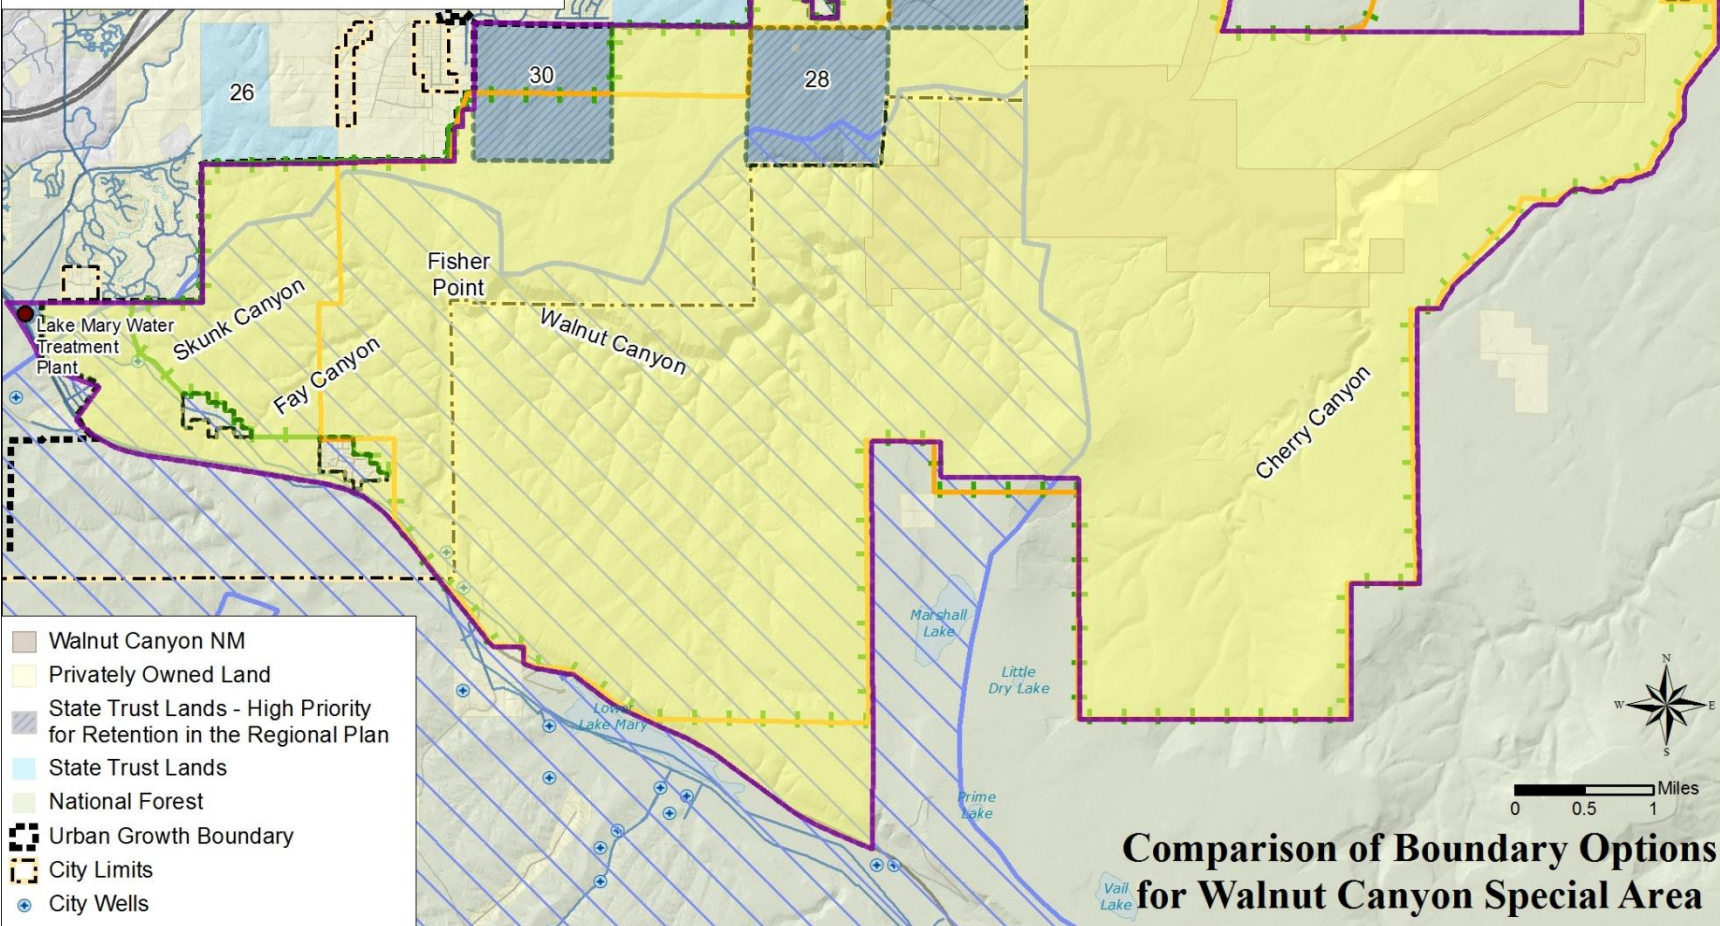 26
30
28
Fisher
Point
Skunk Canyon
Walnut Canyon
Lake Mary Water
Treatment
Plant
Fay Canyon
Cherry Canyon
Marshall
Lake
Little
Dry Lake
Lower
Lake Mary
Prime
Lake
Vail
Lake
Walnut Canyon NM
Privately Owned Land
State Trust Lands - High Priority
for Retention in the Regional Plan
State Trust Lands
National Forest
Urban Growth Boundary
City Limits
City Wells
N
W
E
S
Miles
0 0.5 1
Comparison of Boundary Options
for Walnut Canyon Special Area